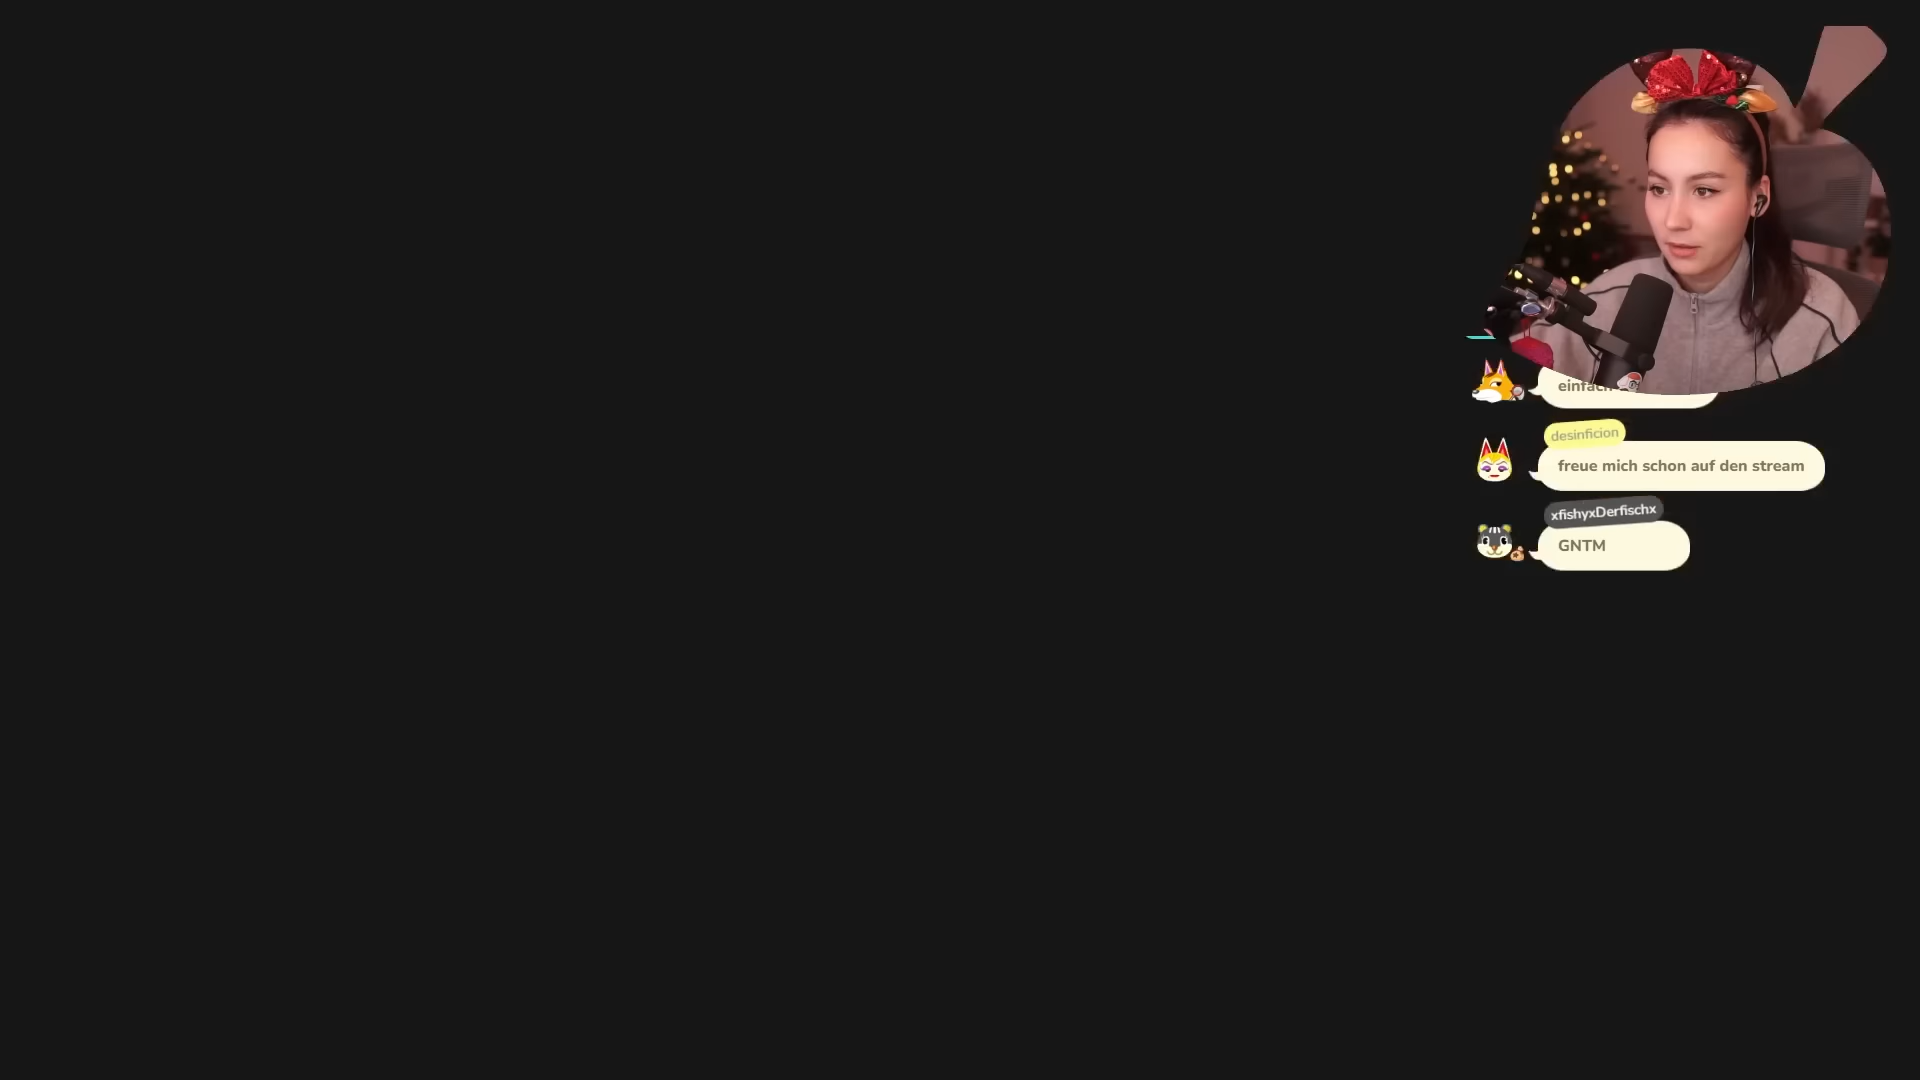 einfach
desinficion
freue mich schon auf den stream
xfishyxDerfischx
GNTM